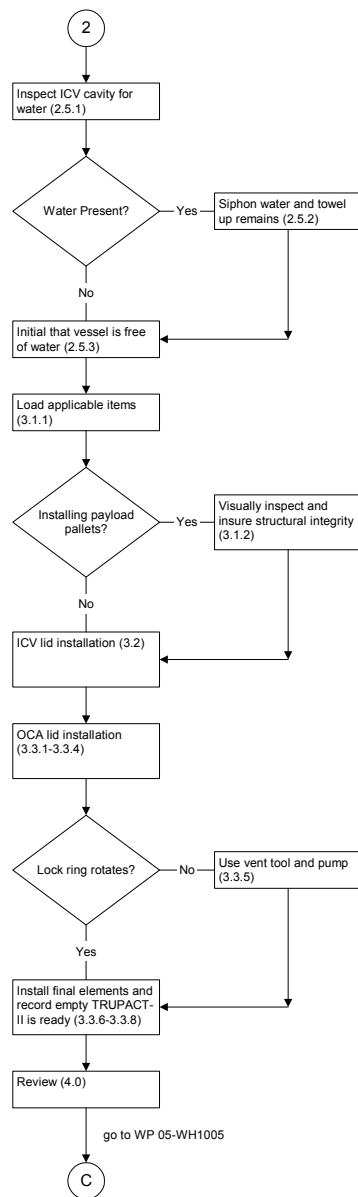 2
Inspect ICV cavity for
water (2.5.1)
Water Present?
Yes
Siphon water and towel
up remains (2.5.2)
No
Initial that vessel is free
of water (2.5.3)
Load applicable items
(3.1.1)
Installing payload
pallets?
Yes
Visually inspect and
insure structural integrity
(3.1.2)
No
ICV lid installation (3.2)
OCA lid installation
(3.3.1-3.3.4)
Lock ring rotates?
No
Use vent tool and pump
(3.3.5)
Yes
Install final elements and
record empty TRUPACT-
II is ready (3.3.6-3.3.8)
Review (4.0)
go to WP 05-WH1005
C